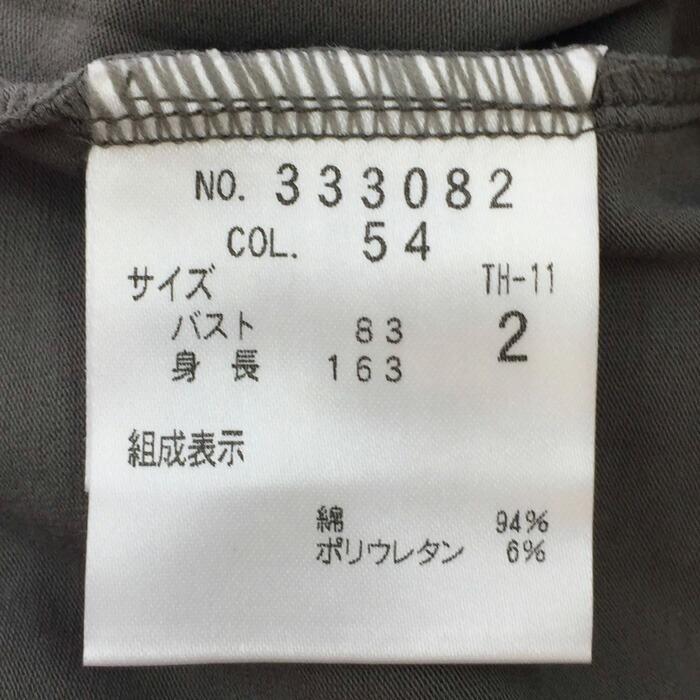 NO. 333082
COL. 54
サイズ TH-11
バスト 83 2
身長 163
組成表示
綿 94%
ポリウレタン 6%